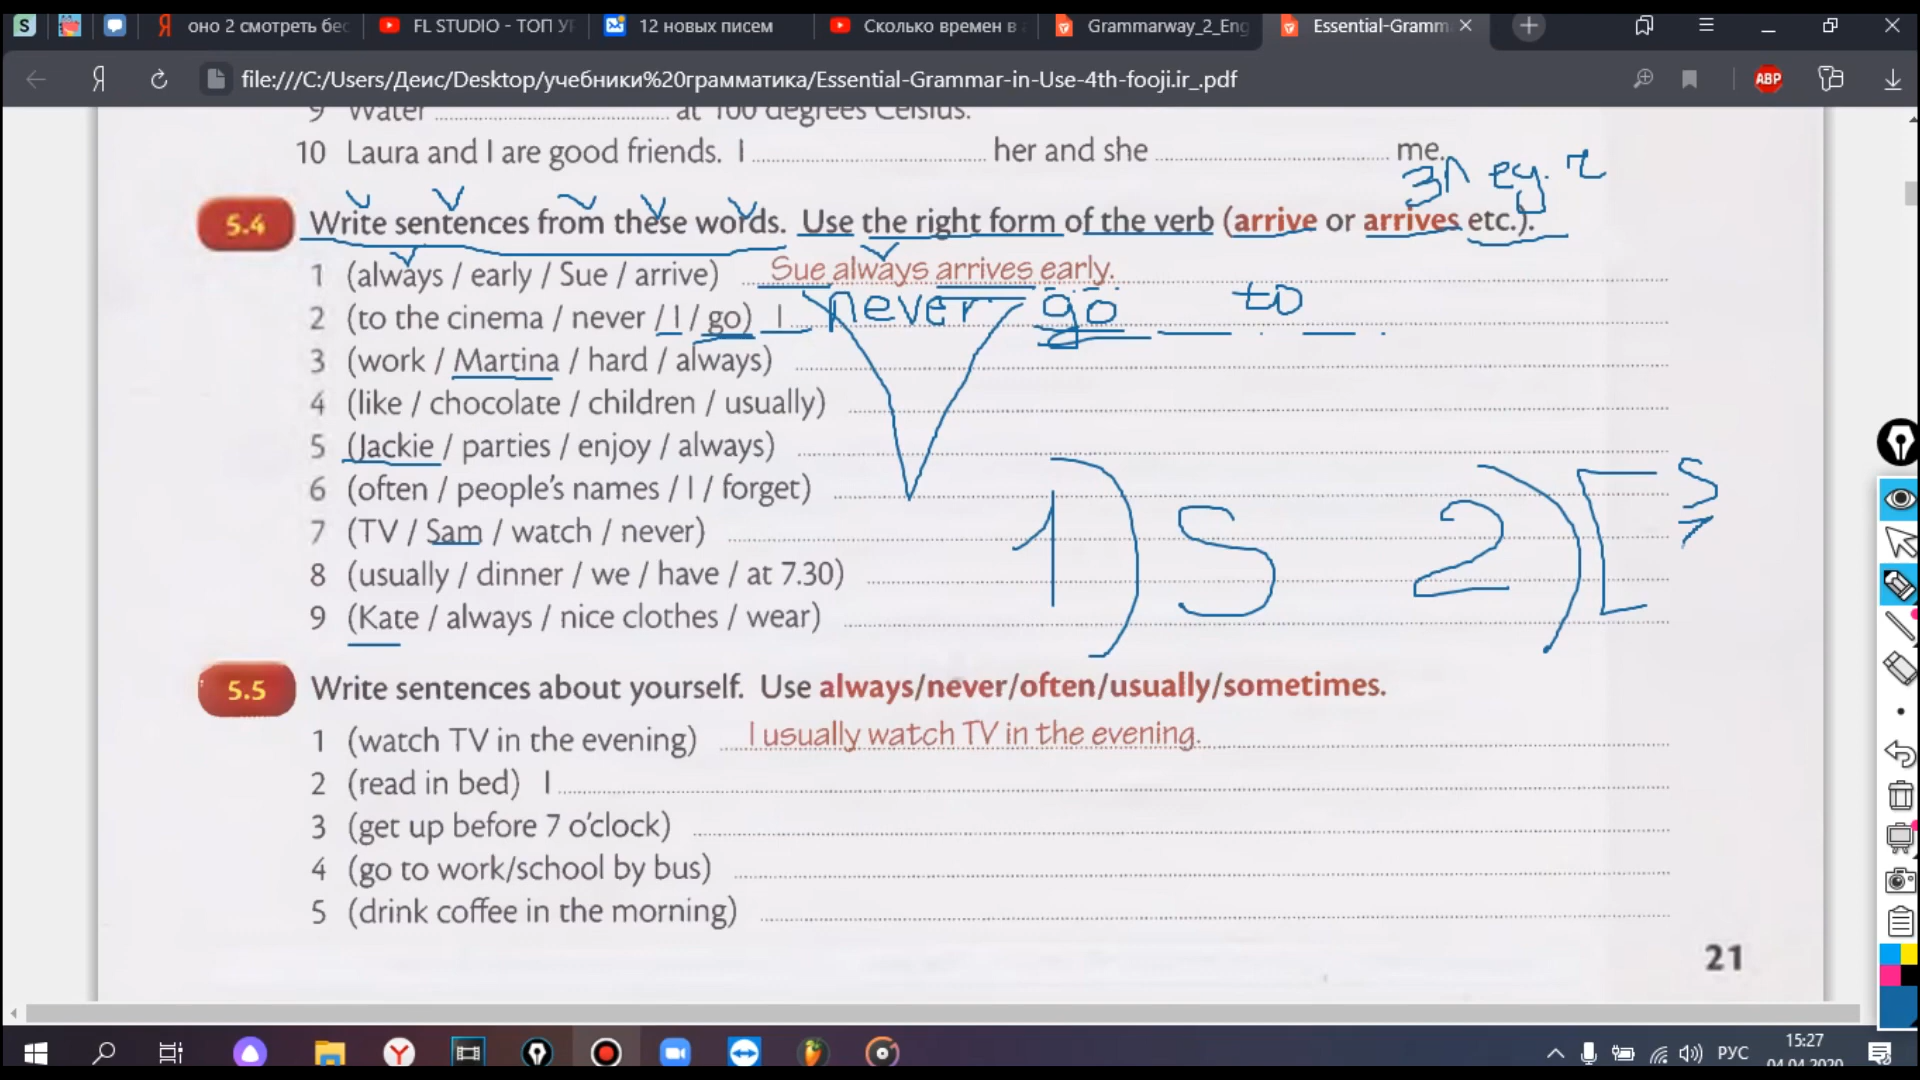 оно 2 смотреть бес
FL STUDIO - ТОП У
12 новых писем
Сколько времен в
Grammarway_2_Eng
Essential-Gramm
file:///C:/Users/Деис/Desktop/учебники%20грамматика/Essential-Grammar-in-Use-4th-fooji.ir_.pdf
ABP
9 Water .......... at 100 degrees Celsius.
10 Laura and I are good friends. I .......... her and she .......... me.
3л ед. ч
5.4 Write sentences from these words. Use the right form of the verb (arrive or arrives etc.).
1 (always / early / Sue / arrive) Sue always arrives early.
2 (to the cinema / never / I / go) I never go to
3 (work / Martina / hard / always)
4 (like / chocolate / children / usually)
5 (Jackie / parties / enjoy / always)
6 (often / people's names / I / forget)
7 (TV / Sam / watch / never)
8 (usually / dinner / we / have / at 7.30)
9 (Kate / always / nice clothes / wear)
1) S 2) [ S
5.5 Write sentences about yourself. Use always/never/often/usually/sometimes.
1 (watch TV in the evening) I usually watch TV in the evening.
2 (read in bed) I
3 (get up before 7 o'clock)
4 (go to work/school by bus)
5 (drink coffee in the morning)
21
РУС
15:27
04.04.2020